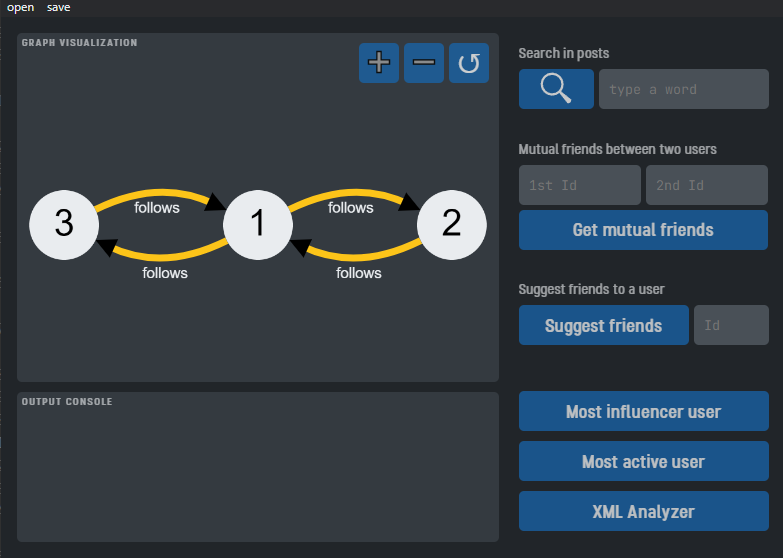 open save
GRAPH VISUALIZATION
3
follows
follows
1
follows
follows
2
OUTPUT CONSOLE
Search in posts
type a word
Mutual friends between two users
1st Id
2nd Id
Get mutual friends
Suggest friends to a user
Suggest friends
Id
Most influencer user
Most active user
XML Analyzer